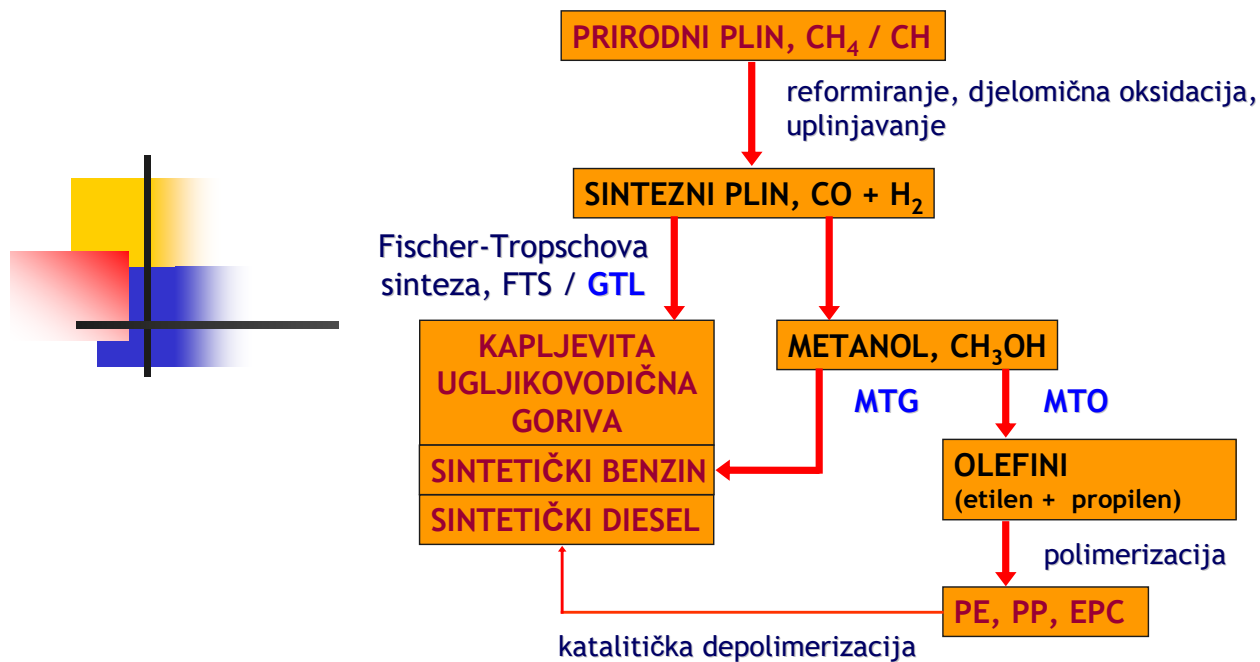 PRIRODNI PLIN, CH₄ / CH
reformiranje, djelomična oksidacija,
uplinjavanje
SINTEZNI PLIN, CO + H₂
Fischer-Tropschova
sinteza, FTS / GTL
KAPLJEVITA
UGLJIKOVODIČNA
GORIVA
METANOL, CH₃OH
MTG
MTO
SINTETIČKI BENZIN
OLEFINI
(etilen + propilen)
SINTETIČKI DIESEL
polimerizacija
PE, PP, EPC
katalitička depolimerizacija